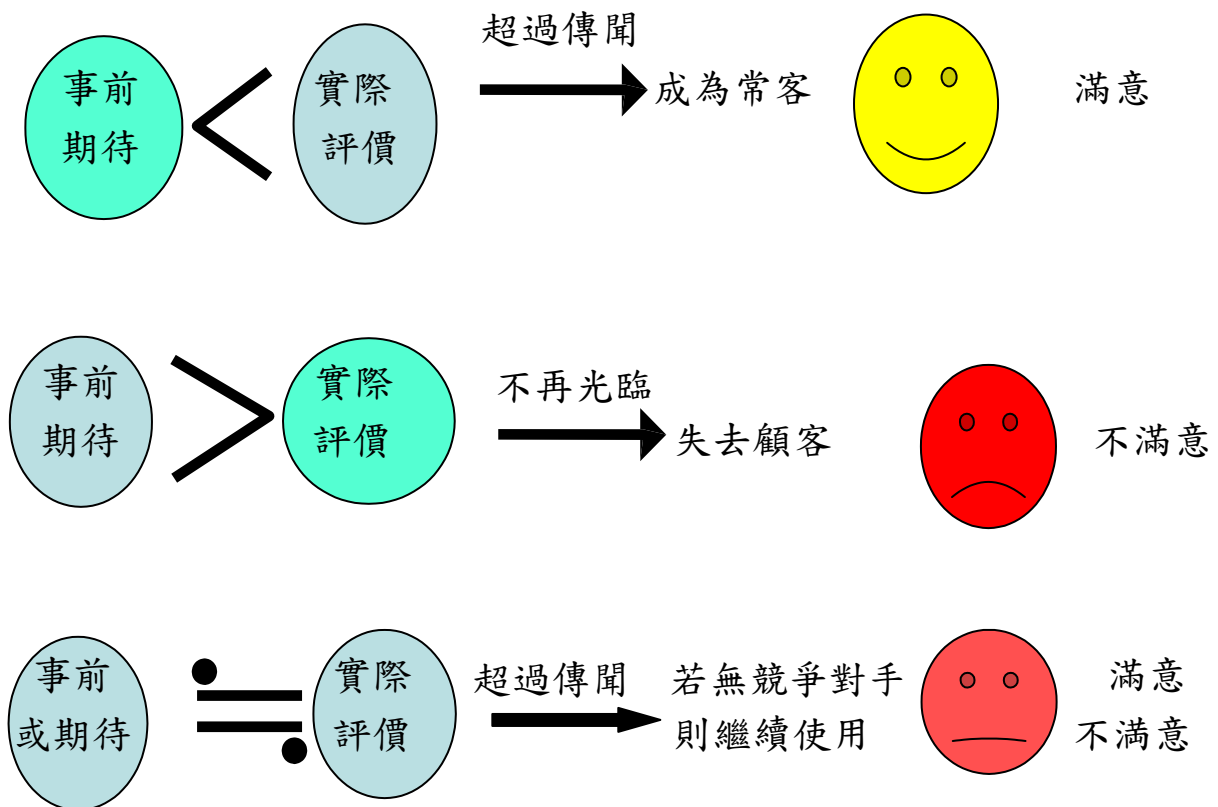 事前
期待
<
實際
評價
超過傳聞
成為常客
滿意
事前
期待
>
實際
評價
不再光臨
失去顧客
不滿意
事前
或期待
≒
實際
評價
超過傳聞
若無競爭對手
則繼續使用
滿意
不滿意